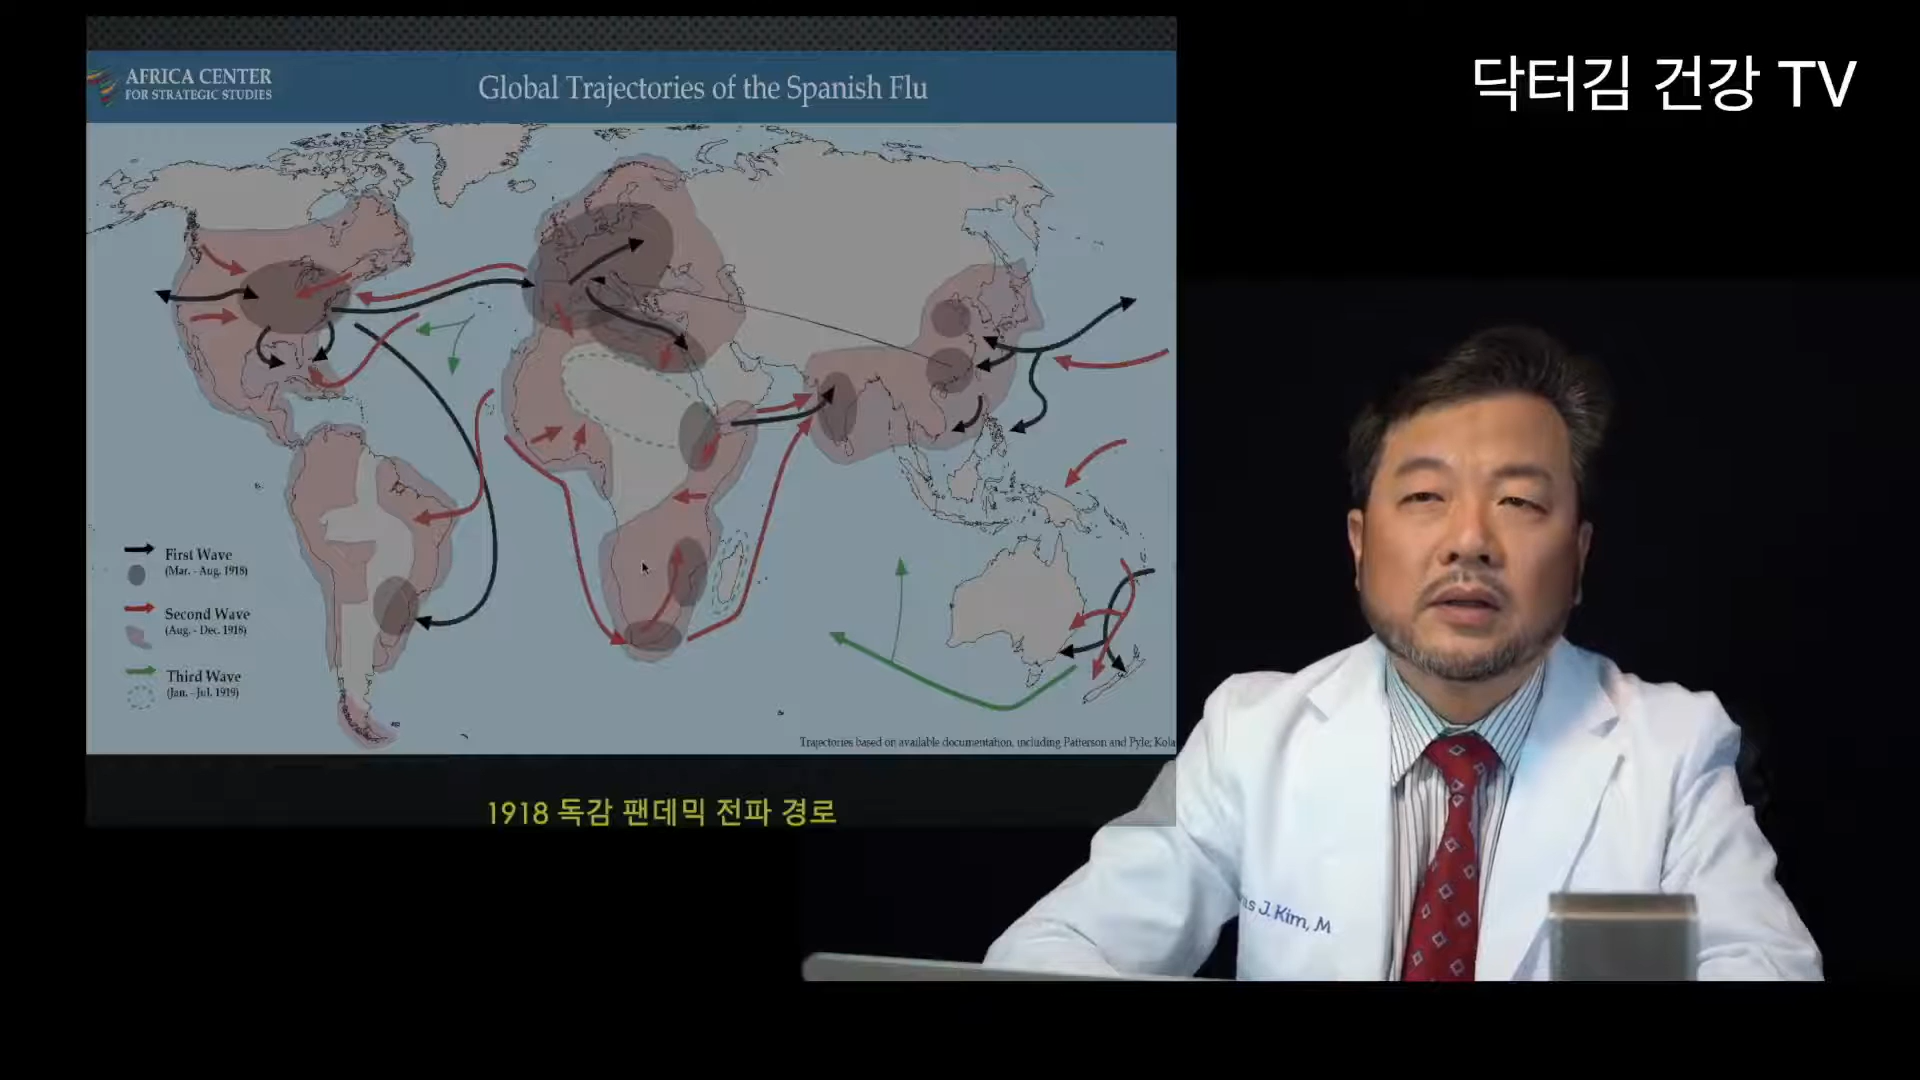 AFRICA CENTER
FOR STRATEGIC STUDIES
Global Trajectories of the Spanish Flu
닥터김 건강 TV
First Wave
(Mar. - Aug. 1918)
Second Wave
(Aug. - Dec. 1918)
Third Wave
(Jan. - Jul. 1919)
Trajectories based on available documentation, including Patterson and Pyle; Kola
1918 독감 팬데믹 전파 경로
as J. Kim, M